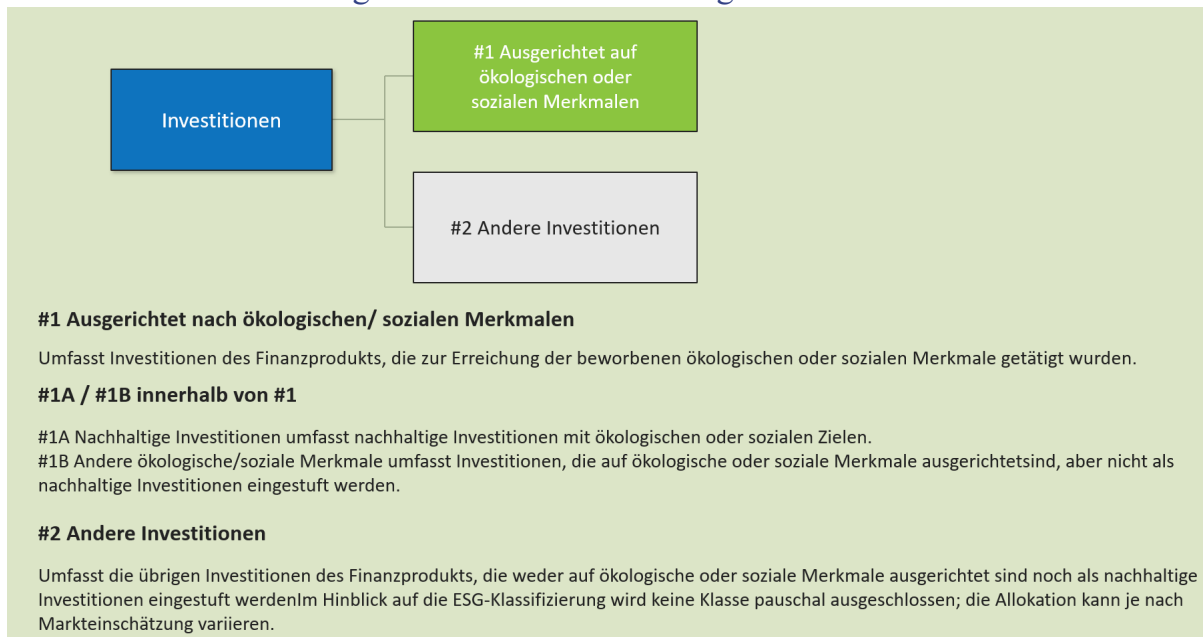 #1 Ausgerichtet auf
ökologischen oder
sozialen Merkmalen
Investitionen
#2 Andere Investitionen
#1 Ausgerichtet nach ökologischen/ sozialen Merkmalen
Umfasst Investitionen des Finanzprodukts, die zur Erreichung der beworbenen ökologischen oder sozialen Merkmale getätigt wurden.
#1A / #1B innerhalb von #1
#1A Nachhaltige Investitionen umfasst nachhaltige Investitionen mit ökologischen oder sozialen Zielen.
#1B Andere ökologische/soziale Merkmale umfasst Investitionen, die auf ökologische oder soziale Merkmale ausgerichtetsind, aber nicht als
nachhaltige Investitionen eingestuft werden.
#2 Andere Investitionen
Umfasst die übrigen Investitionen des Finanzprodukts, die weder auf ökologische oder soziale Merkmale ausgerichtet sind noch als nachhaltige
Investitionen eingestuft werdenIm Hinblick auf die ESG-Klassifizierung wird keine Klasse pauschal ausgeschlossen; die Allokation kann je nach
Markteinschätzung variieren.